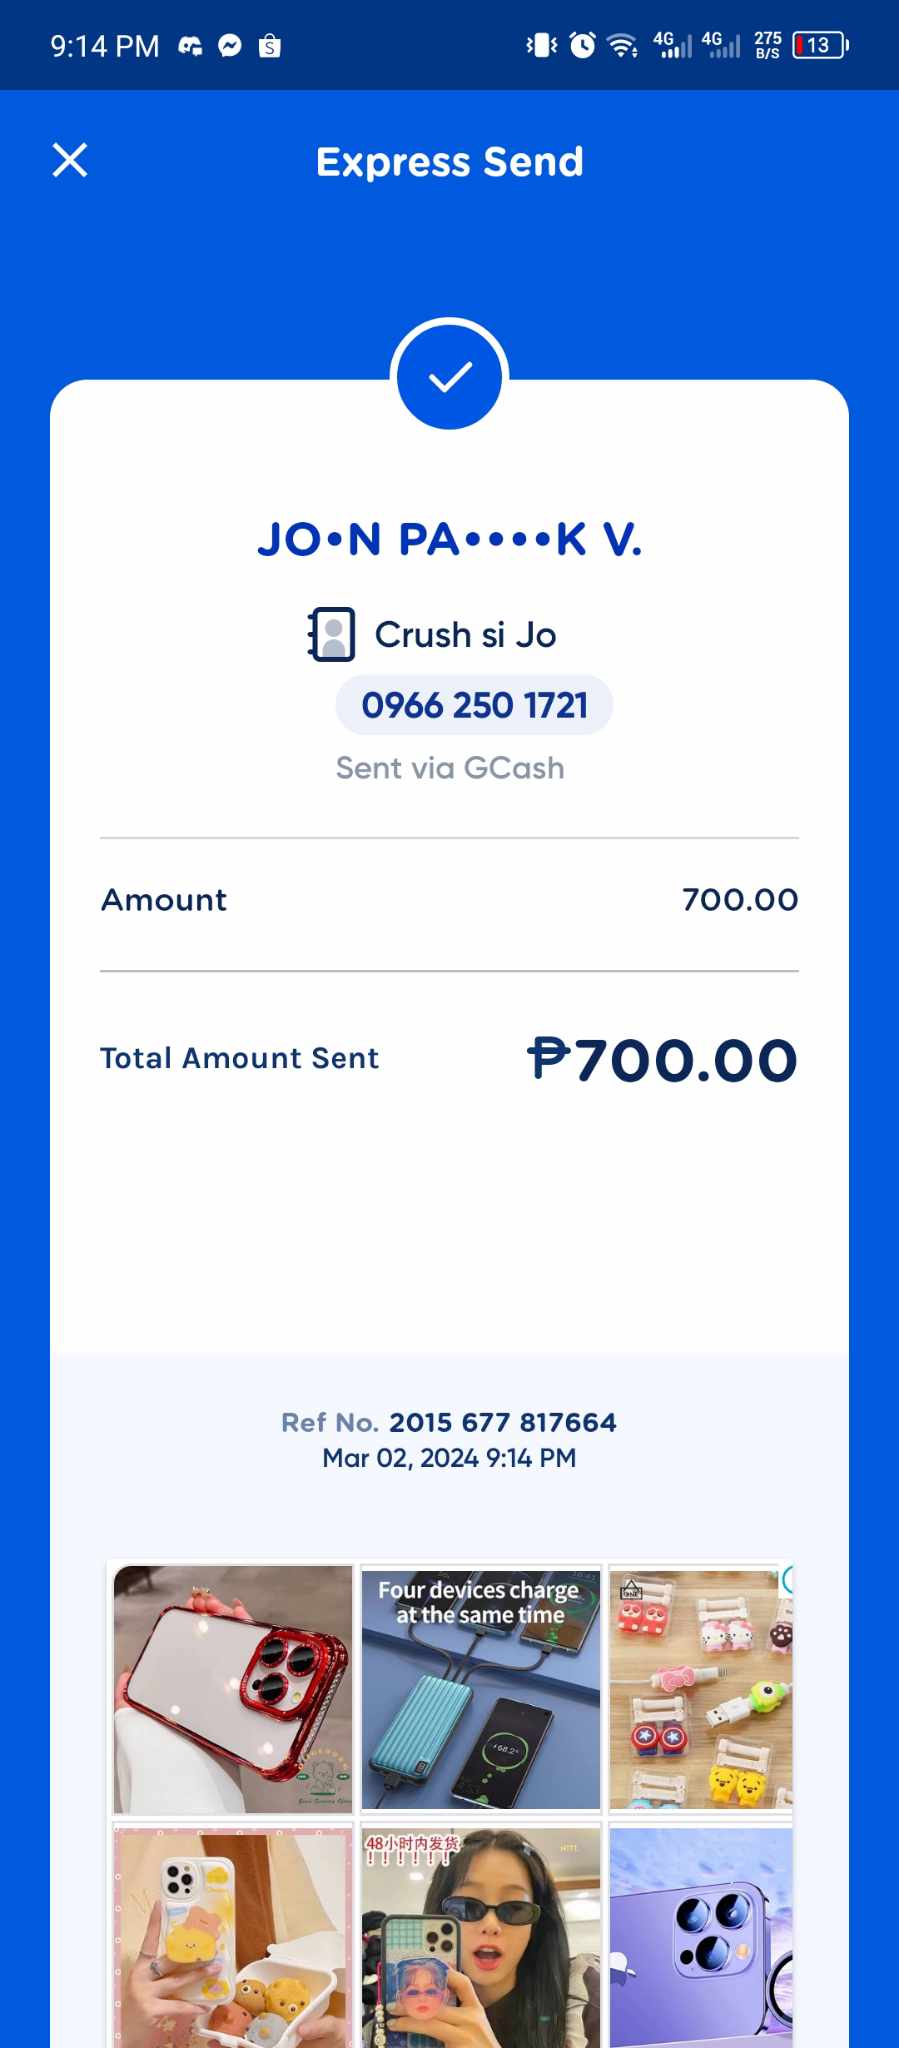 9:14 PM
4G 4G 275 B/S 13
Express Send
JO•N PA••••K V.
Crush si Jo
0966 250 1721
Sent via GCash
Amount 700.00
Total Amount Sent ₱700.00
Ref No. 2015 677 817664
Mar 02, 2024 9:14 PM
Four devices charge
at the same time
48小时内发货
！！！！！！